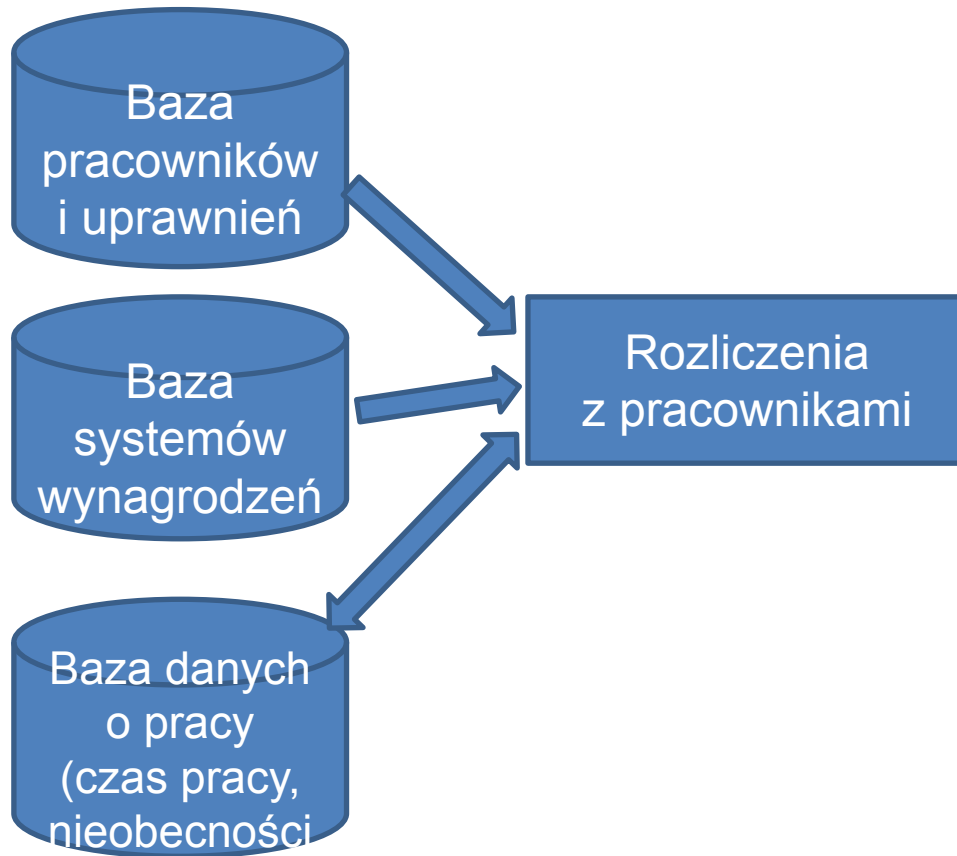 Baza
pracowników
i uprawnień
Baza
systemów
wynagrodzeń
Baza danych
o pracy
(czas pracy,
nieobecności
Rozliczenia
z pracownikami